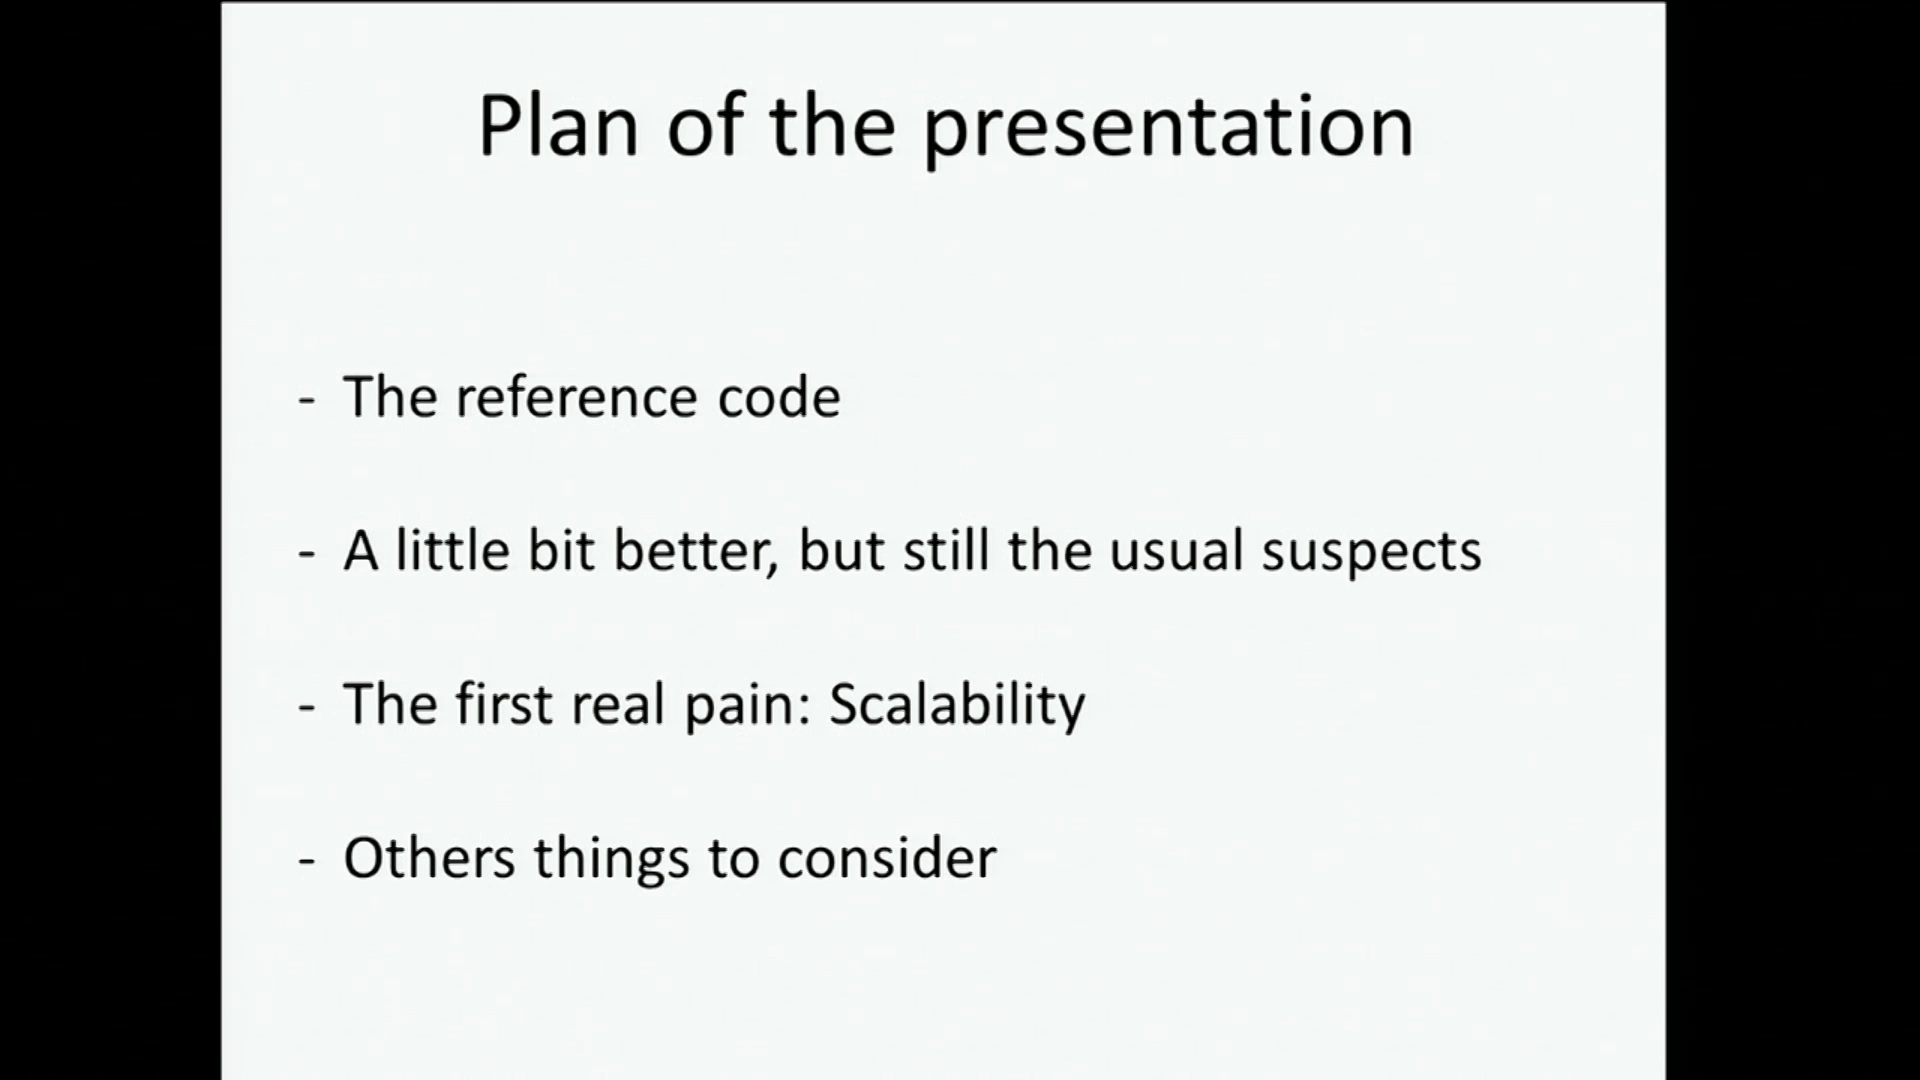 Plan of the presentation
- The reference code
- A little bit better, but still the usual suspects
- The first real pain: Scalability
- Others things to consider